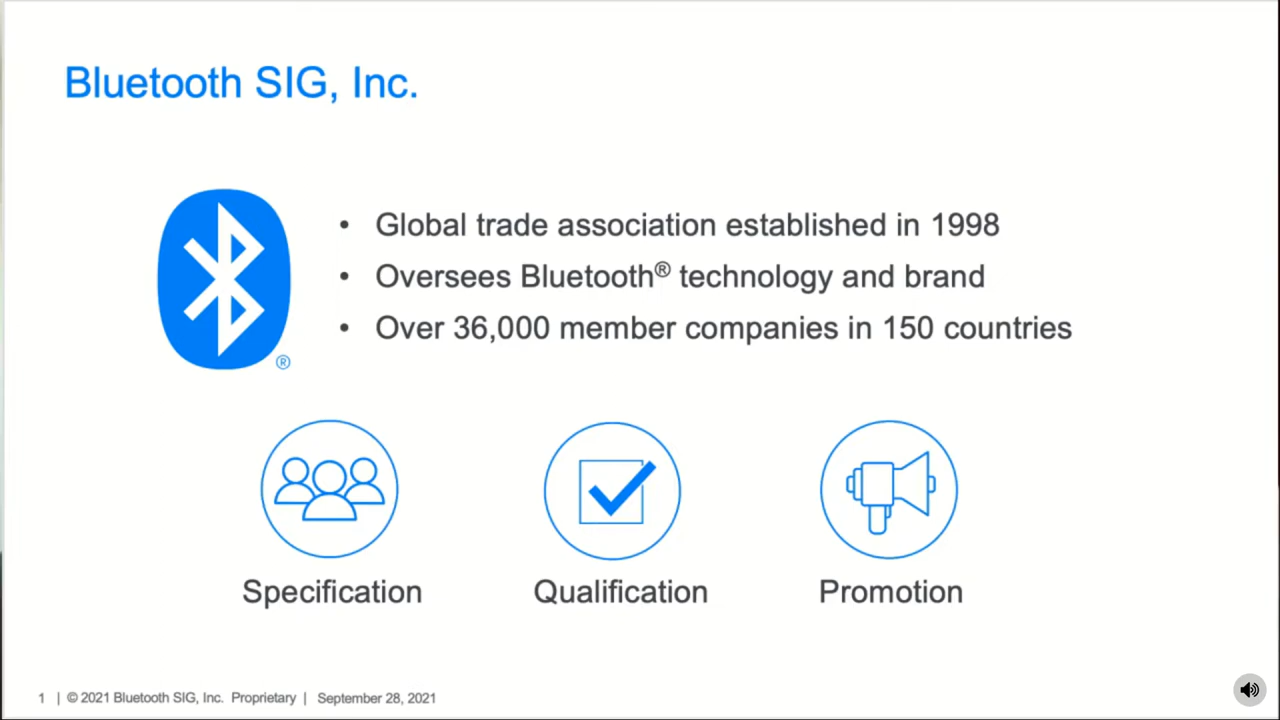 Bluetooth SIG, Inc.
• Global trade association established in 1998
• Oversees Bluetooth® technology and brand
• Over 36,000 member companies in 150 countries
®
Specification
Qualification
Promotion
1 | © 2021 Bluetooth SIG, Inc. Proprietary | September 28, 2021